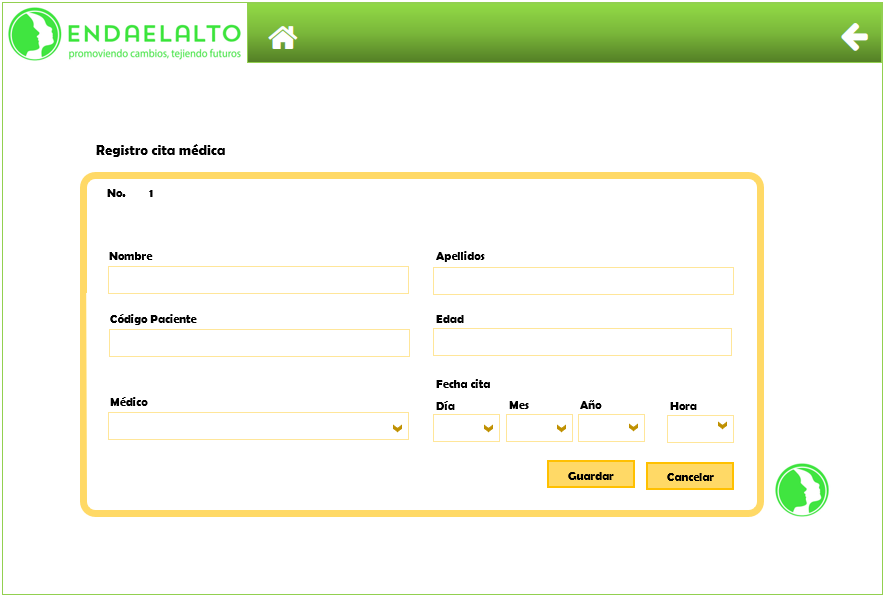 ENDAELALTO
promoviendo cambios, tejiendo futuros
Registro cita médica
No. 1
Nombre Apellidos
Código Paciente Edad
Fecha cita
Médico Día Mes Año Hora
Guardar Cancelar